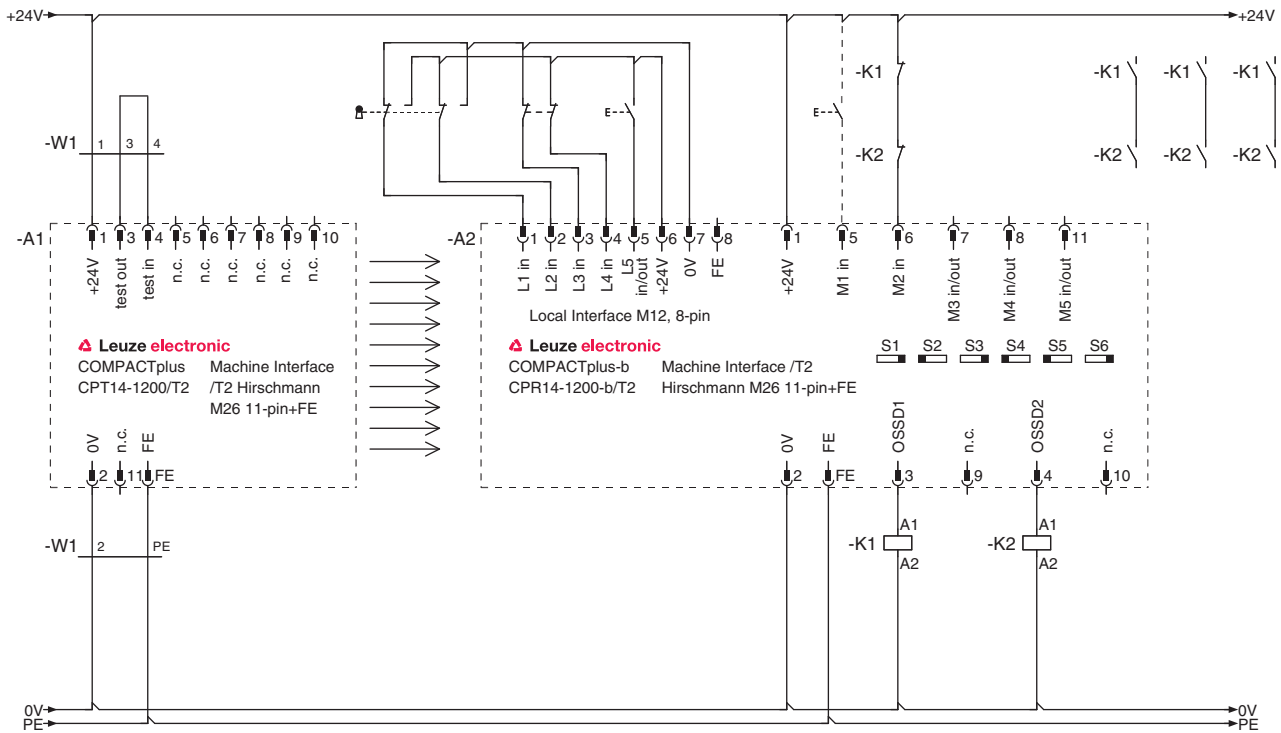 +24V
+24V
-K1
-K1
-K1
-K1
E
E
-W1 1 3 4
-K2
-K2
-K2
-K2
-A1 1 3 4 5 6 7 8 9 10
-A2 1 2 3 4 5 6 7 8
1 5 6 7 8 11
+24V
test out
test in
n.c.
n.c.
n.c.
n.c.
n.c.
n.c.
L1 in
L2 in
L3 in
L4 in
L5
in/out
+24V
0V
FE
+24V
M1 in
M2 in
M3 in/out
M4 in/out
M5 in/out
Local Interface M12, 8-pin
Leuze electronic
COMPACTplus
CPT14-1200/T2
Machine Interface
/T2 Hirschmann
M26 11-pin+FE
Leuze electronic
COMPACTplus-b
CPR14-1200-b/T2
Machine Interface /T2
Hirschmann M26 11-pin+FE
S1 S2 S3 S4 S5 S6
0V
n.c.
FE
0V
FE
OSSD1
n.c.
OSSD2
n.c.
2 11 FE
2 FE 3 9 4 10
-W1 2 PE
-K1 A1
A2
-K2 A1
A2
0V
0V
PE
PE